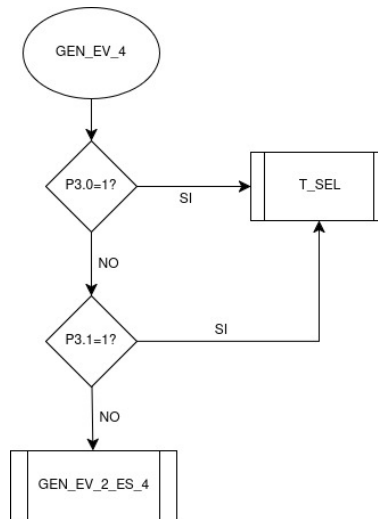 GEN_EV_4
P3.0=1?
SI
T_SEL
NO
P3.1=1?
SI
NO
GEN_EV_2_ES_4